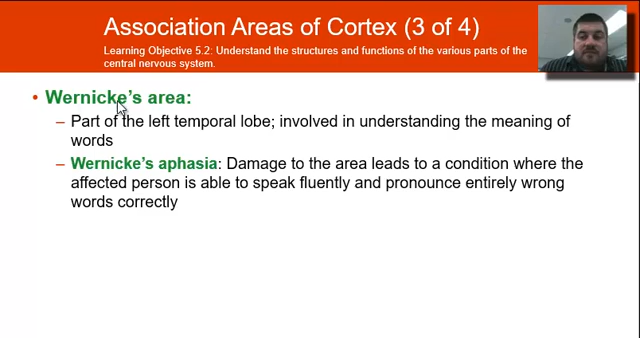 Association Areas of Cortex (3 of 4)
Learning Objective 5.2: Understand the structures and functions of the various parts of the
central nervous system.
• Wernicke's area:
– Part of the left temporal lobe; involved in understanding the meaning of
words
– Wernicke's aphasia: Damage to the area leads to a condition where the
affected person is able to speak fluently and pronounce entirely wrong
words correctly